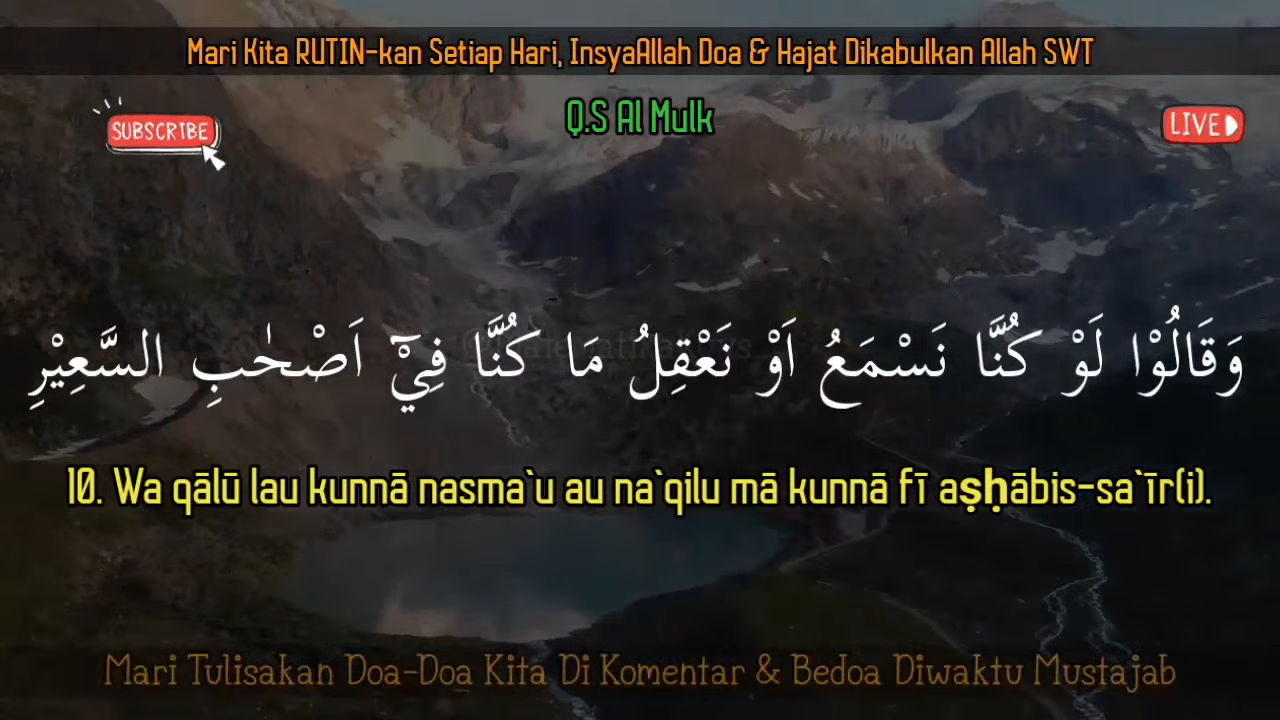 Mari Kita RUTIN-kan Setiap Hari, InsyaAllah Doa & Hajat Dikabulkan Allah SWT
Q.S Al Mulk
SUBSCRIBE
LIVE
وَقَالُوْا لَوْ كُنَّا نَسْمَعُ اَوْ نَعْقِلُ مَا كُنَّا فِيْٓ اَصْحٰبِ السَّعِيْرِ
10. Wa qālū lau kunnā nasma`u au na`qilu mā kunnā fī aṣḥābis-sa`īr(i).
Mari Tulisakan Doa-Doa Kita Di Komentar & Bedoa Diwaktu Mustajab